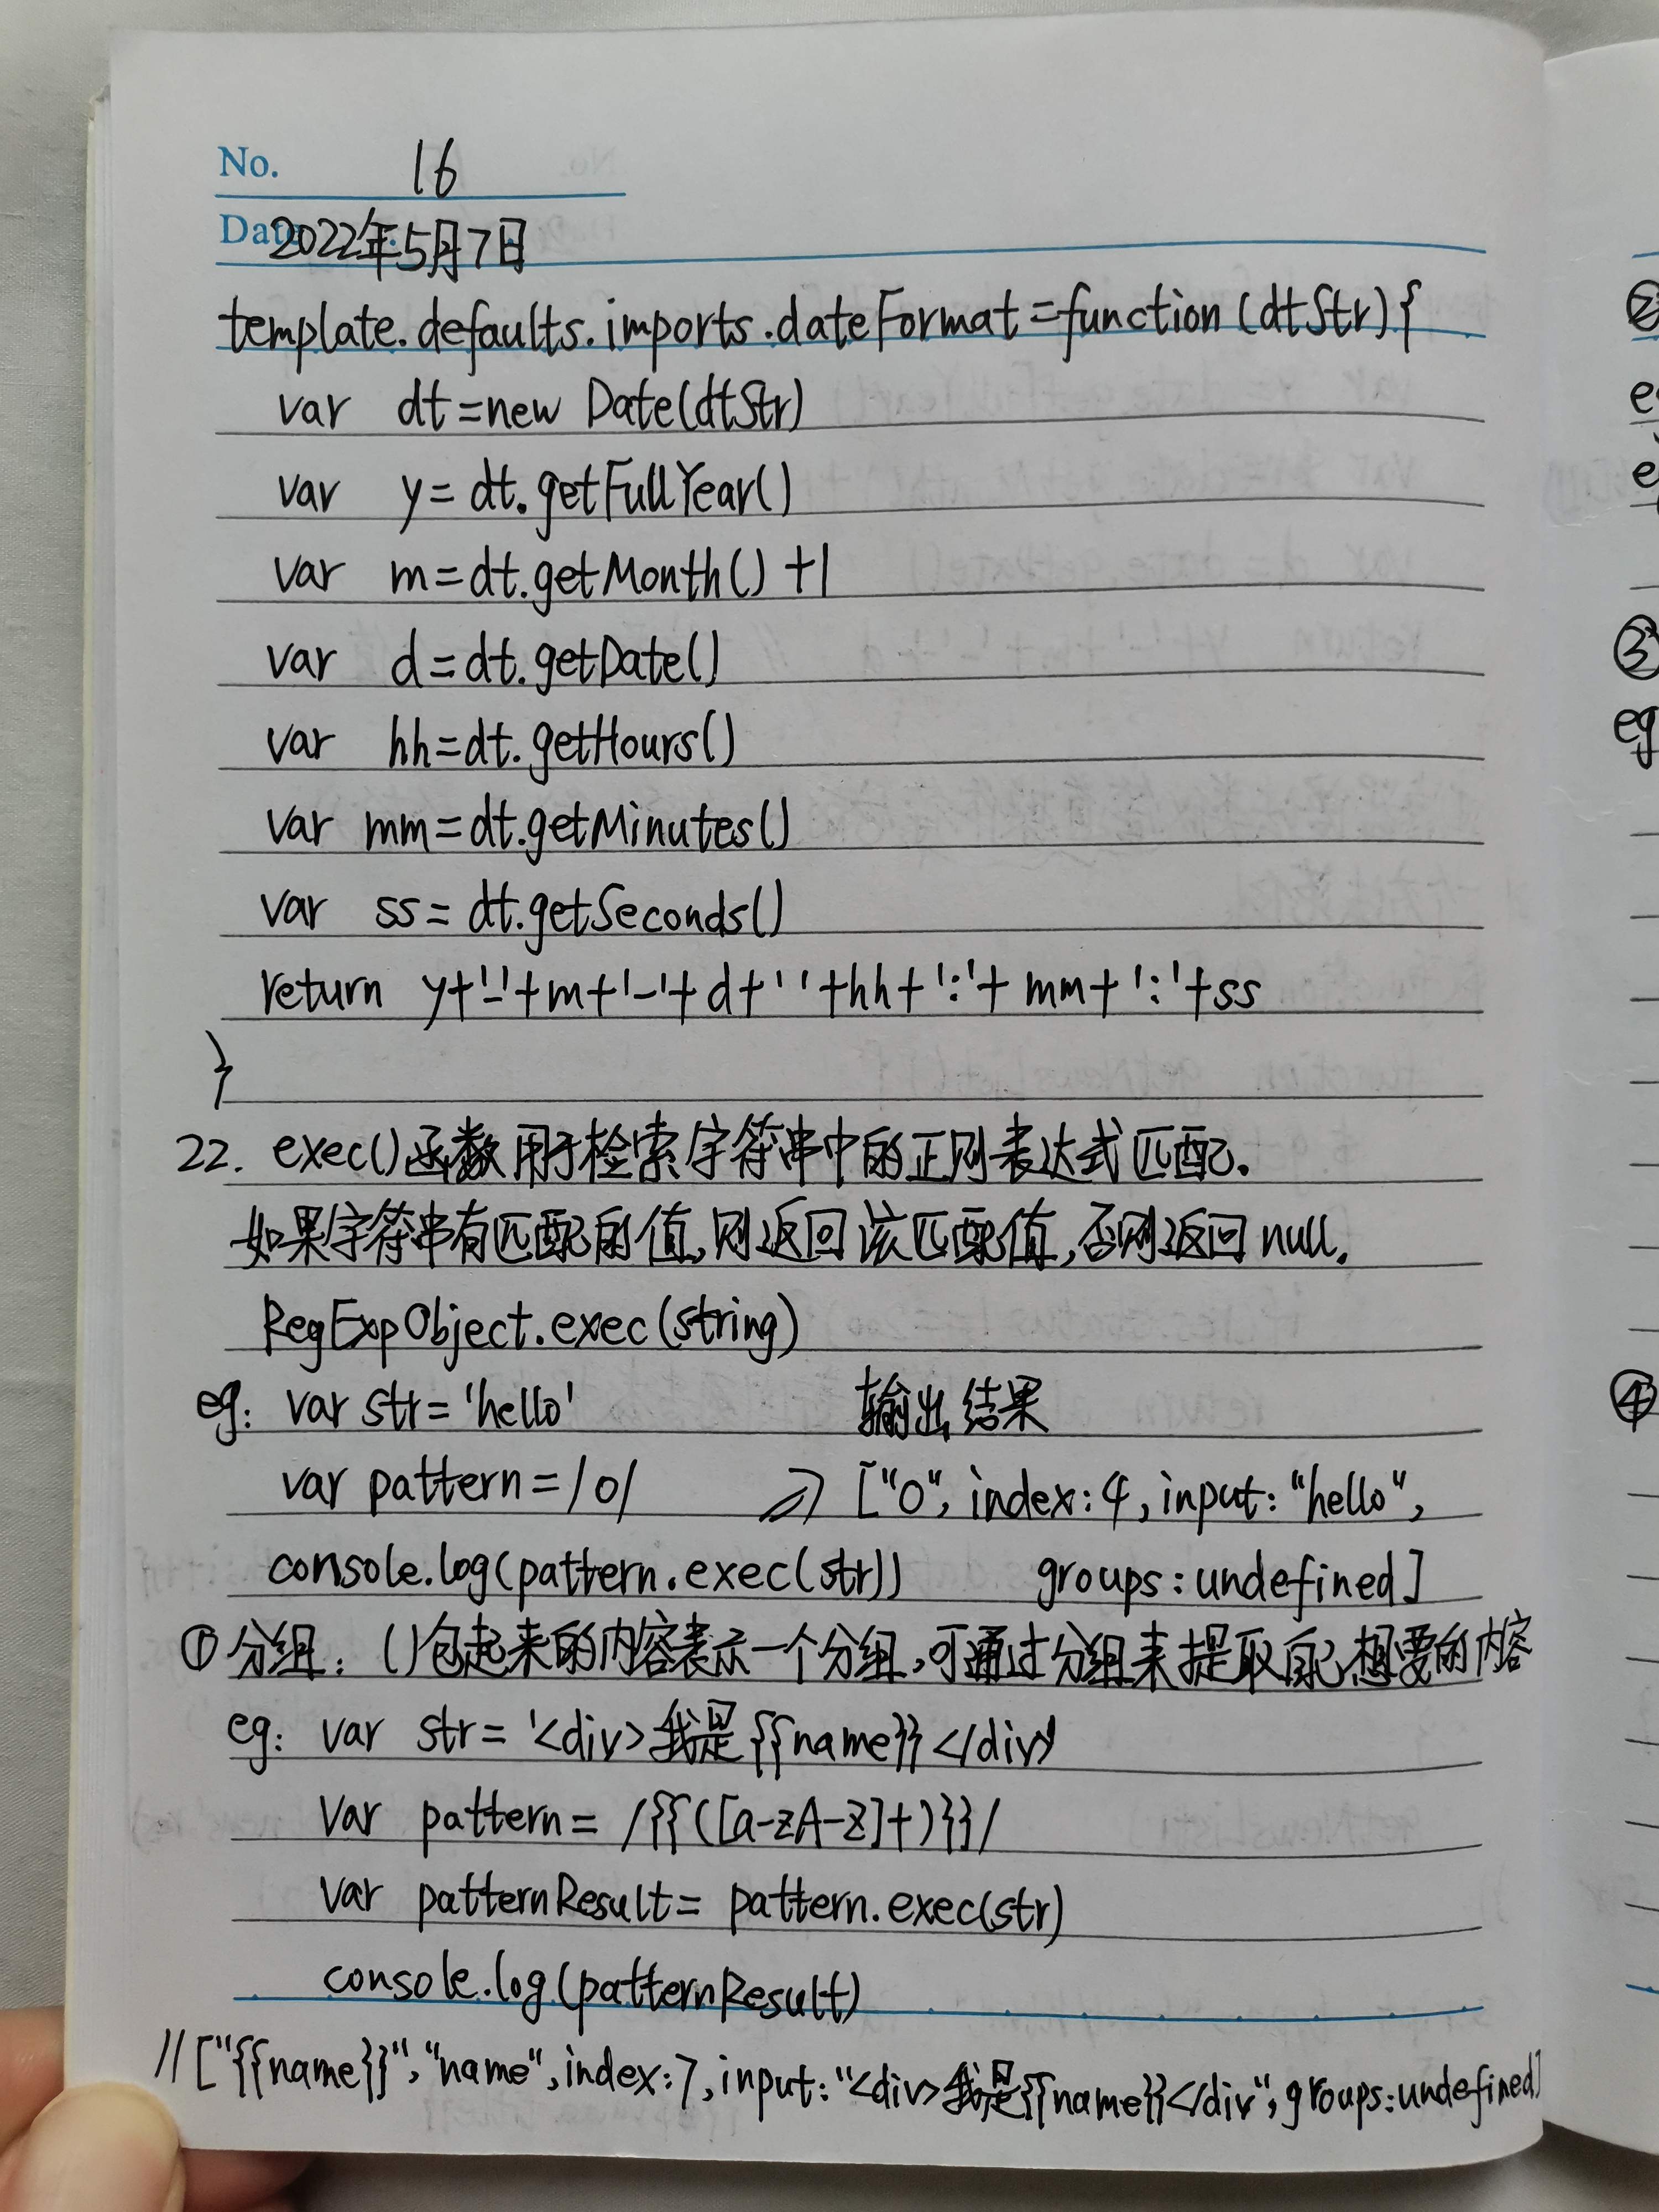 No. 16
Date 2022年5月7日
template.defaults.imports.dateFormat=function(dtStr){
var dt=new Date(dtStr)
var y=dt.getFullYear()
var m=dt.getMonth()+1
var d=dt.getDate()
var hh=dt.getHours()
var mm=dt.getMinutes()
var ss=dt.getSeconds()
return y+'-'+m+'-'+d+' '+hh+':'+mm+':'+ss
}
22. exec()函数用于检索字符串中的正则表达式匹配.
如果字符串有匹配的值,则返回该匹配值,否则返回null.
RegExpObject.exec(string)
eg: var str='hello' 输出结果
var pattern=/o/ => ["o", index:4, input:"hello",
console.log(pattern.exec(str)) groups:undefined]
① 分组: ()包起来的内容表示一个分组,可通过分组来提取自己想要的内容
eg: var str='<div>我是{{name}}</div>'
var pattern=/{{([a-zA-Z]+)}}/
var patternResult=pattern.exec(str)
console.log(patternResult)
//["{{name}}","name",index:7,input:"<div>我是{{name}}</div>",groups:undefined]
②
eg
③
eg
④